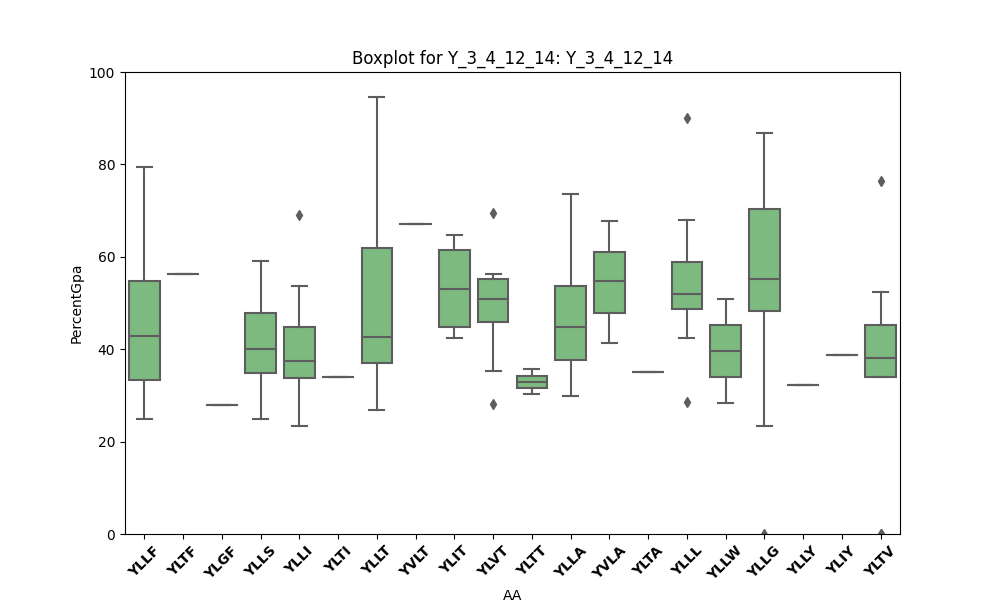 Boxplot for Y_3_4_12_14: Y_3_4_12_14
PercentGpa
100
80
60
40
20
0
YLLF YLTF YLGF YLLS YLLI YLTI YLLT YVLT YLIT YLVT YLTT YLLA YVLA YLTA YLLL YLLW YLLG YLLY YLIY YLTV
AA